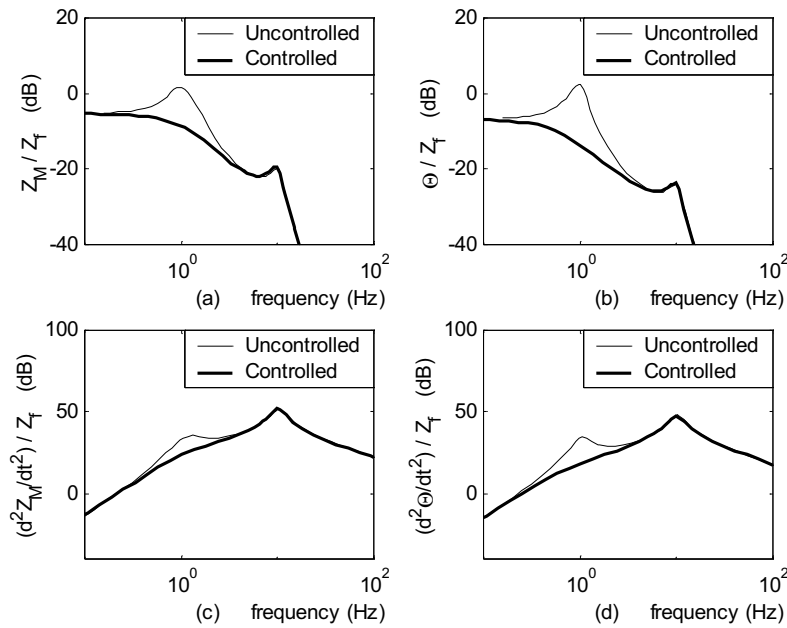 20
0
-20
-40
Z_M / Z_f (dB)
Uncontrolled
Controlled
10^0
10^2
(a) frequency (Hz)
20
0
-20
-40
Θ / Z_f (dB)
Uncontrolled
Controlled
10^0
10^2
(b) frequency (Hz)
100
50
0
(d^2Z_M/dt^2) / Z_f (dB)
Uncontrolled
Controlled
10^0
10^2
(c) frequency (Hz)
100
50
0
(d^2Θ/dt^2) / Z_f (dB)
Uncontrolled
Controlled
10^0
10^2
(d) frequency (Hz)